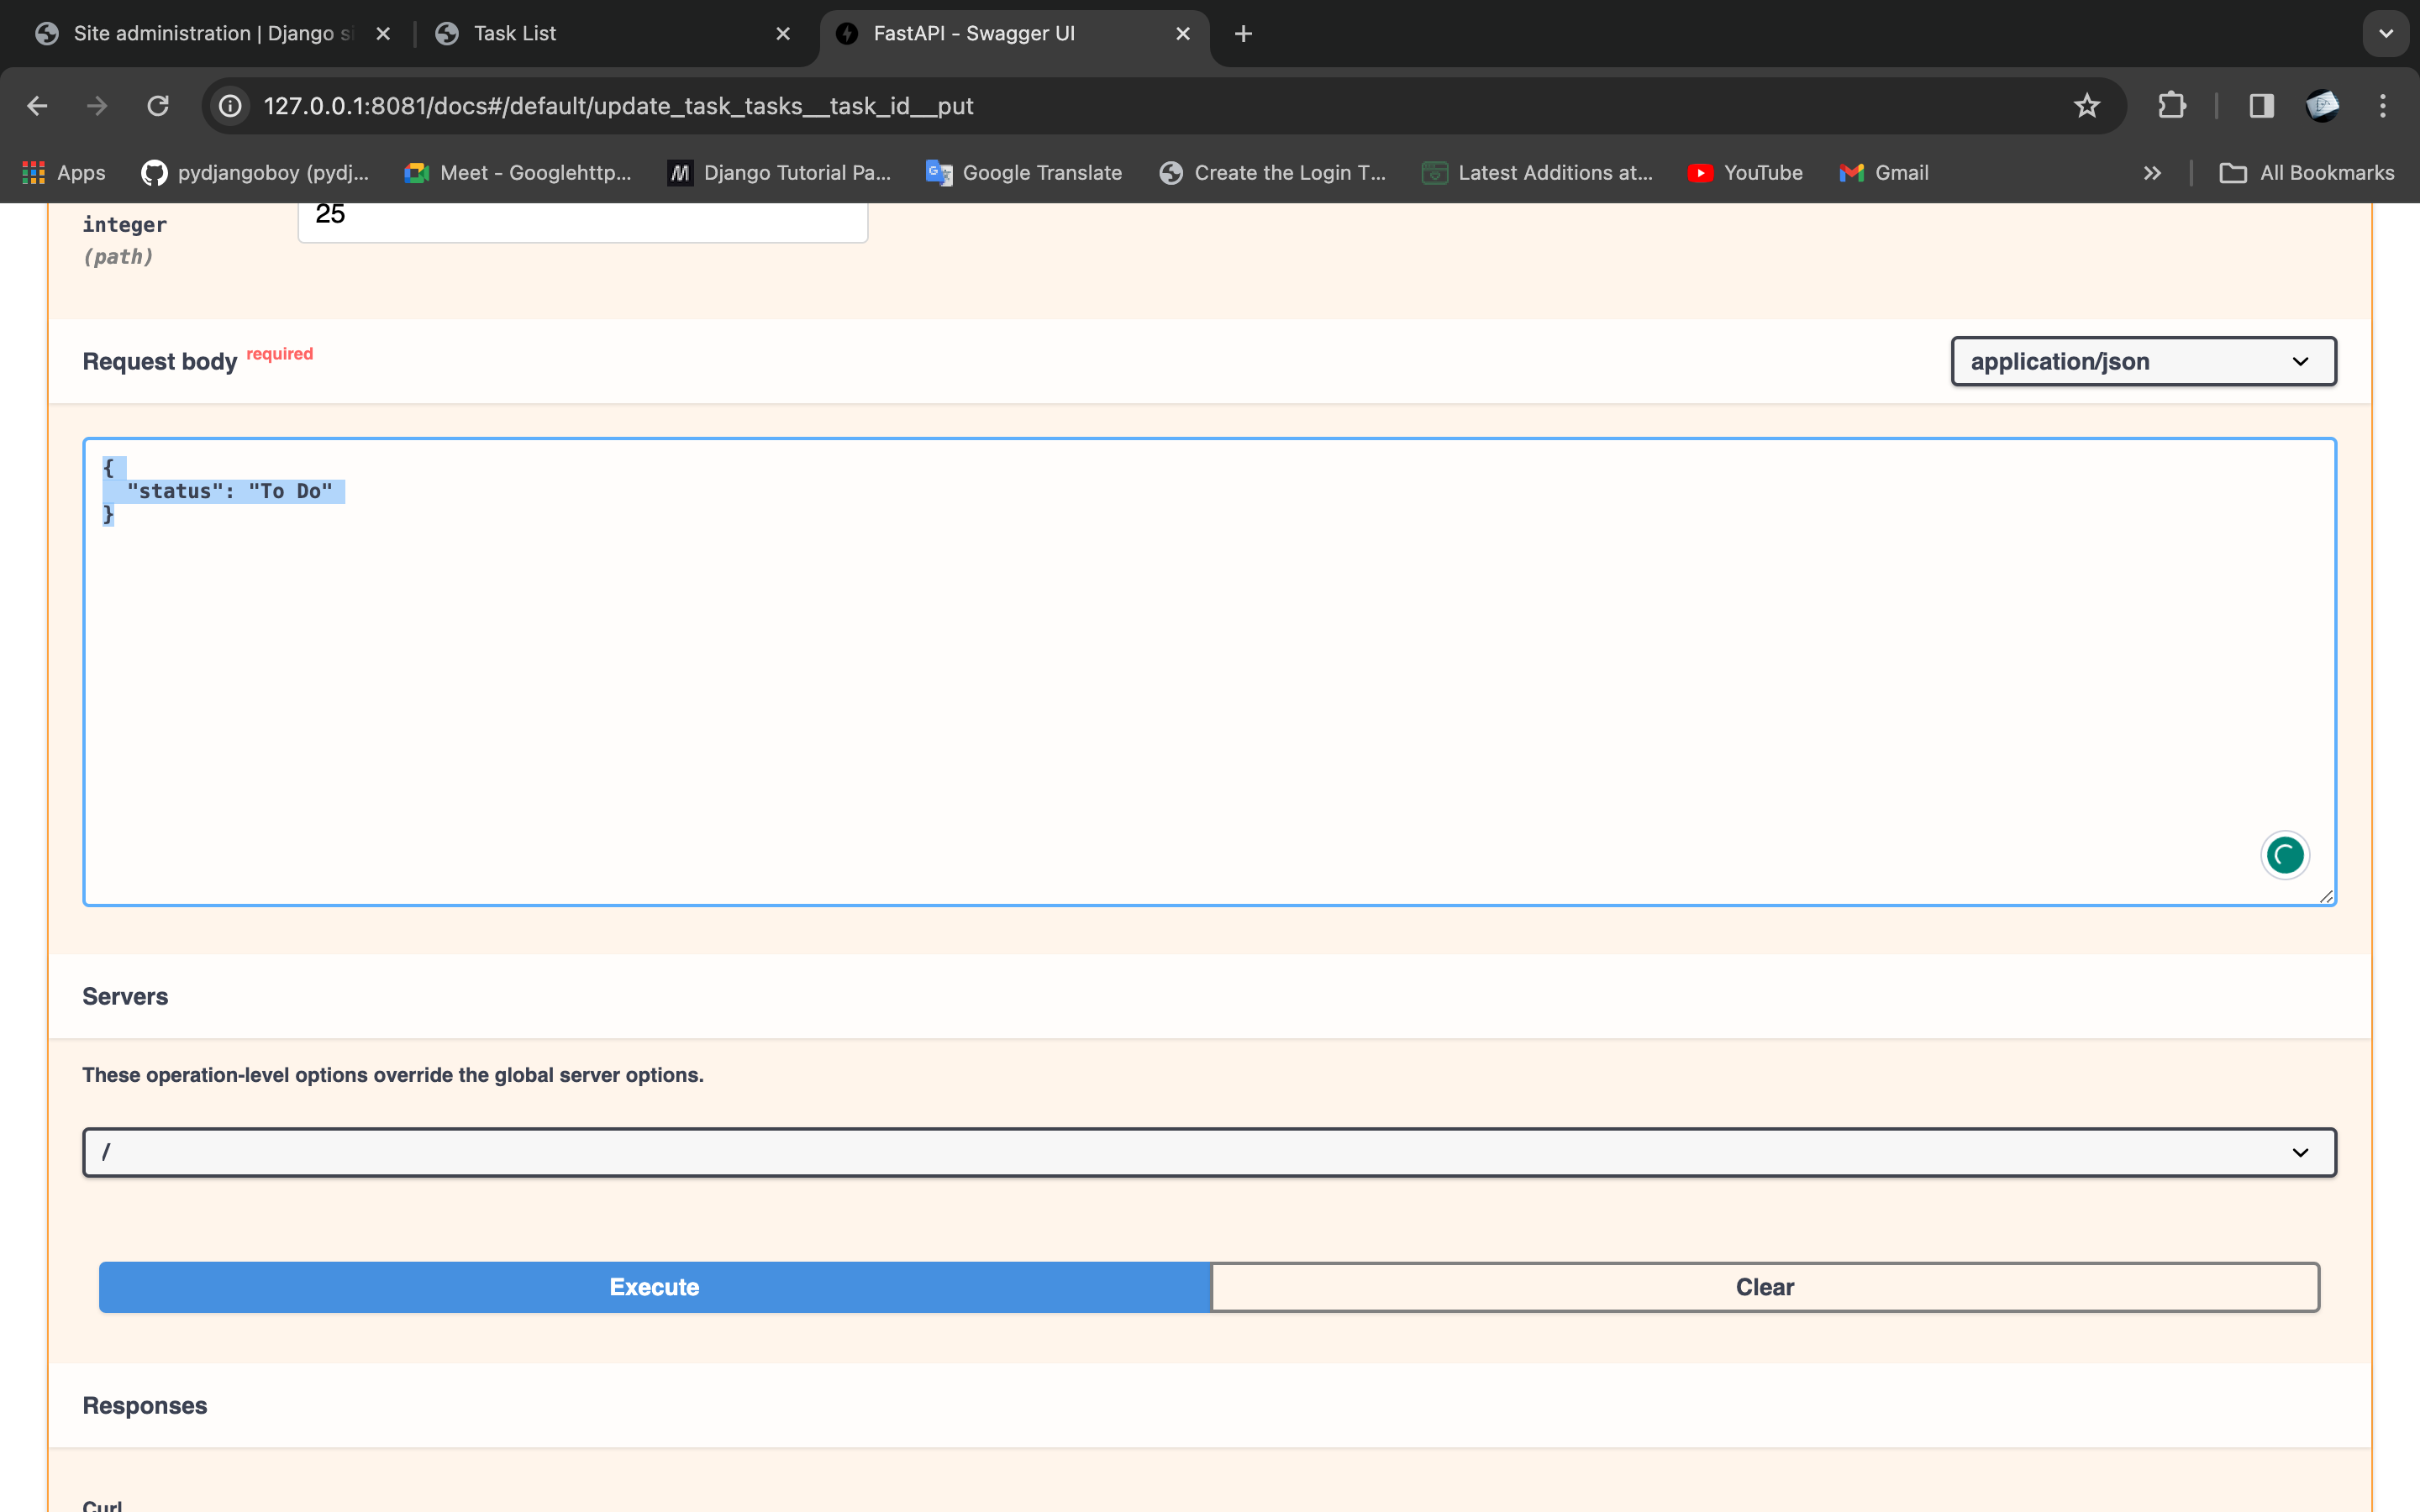 Site administration | Django si
Task List
FastAPI - Swagger UI
127.0.0.1:8081/docs#/default/update_task_tasks__task_id__put
Apps
pydjangoboy (pydj...
Meet - Googlehttp...
Django Tutorial Pa...
Google Translate
Create the Login T...
Latest Additions at...
YouTube
Gmail
All Bookmarks
integer
(path)
25
Request body required
application/json
{
  "status": "To Do"
}
Servers
These operation-level options override the global server options.
/
Execute
Clear
Responses
Curl